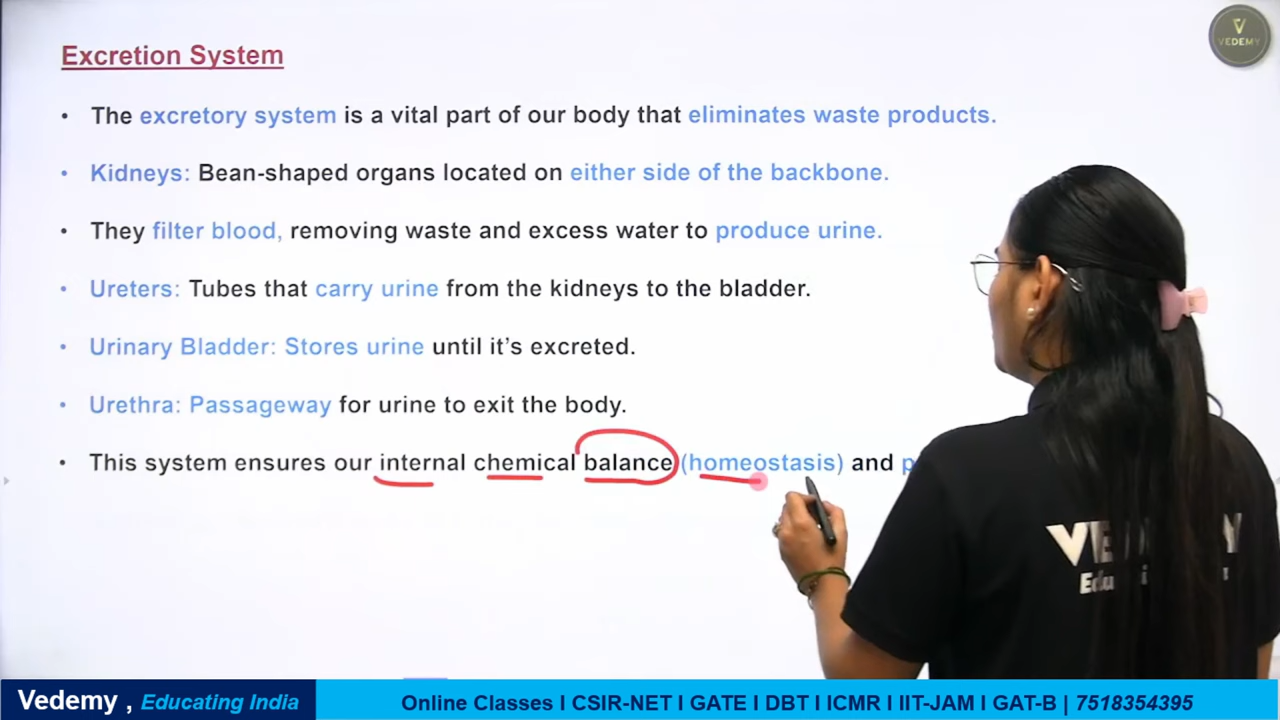 VEDEMY
Excretion System
• The excretory system is a vital part of our body that eliminates waste products.
• Kidneys: Bean-shaped organs located on either side of the backbone.
• They filter blood, removing waste and excess water to produce urine.
• Ureters: Tubes that carry urine from the kidneys to the bladder.
• Urinary Bladder: Stores urine until it’s excreted.
• Urethra: Passageway for urine to exit the body.
• This system ensures our internal chemical balance (homeostasis) and
Vedemy , Educating India
Online Classes I CSIR-NET I GATE I DBT I ICMR I IIT-JAM I GAT-B | 7518354395